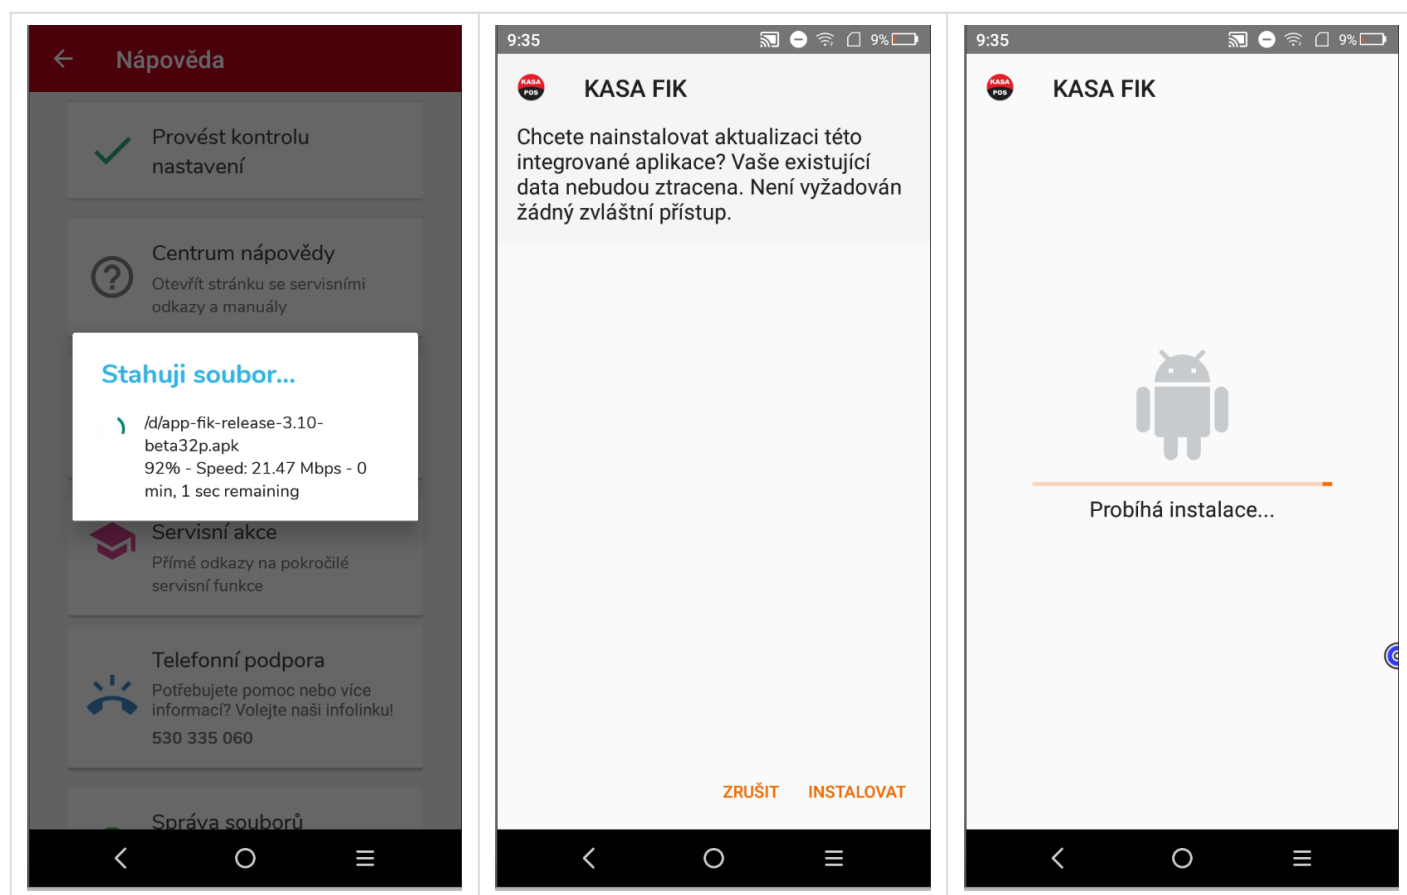 Nápověda
Provést kontrolu
nastavení
Centrum nápovědy
Otevřít stránku se servisními
odkazy a manuály
Stahuji soubor...
/d/app-fik-release-3.10-
beta32p.apk
92% - Speed: 21.47 Mbps - 0
min, 1 sec remaining
Servisní akce
Přímé odkazy na pokročilé
servisní funkce
Telefonní podpora
Potřebujete pomoc nebo více
informací? Volejte naši infolinku!
530 335 060
Správa souborů
9:35
9%
KASA
POS
KASA FIK
Chcete nainstalovat aktualizaci této
integrované aplikace? Vaše existující
data nebudou ztracena. Není vyžadován
žádný zvláštní přístup.
ZRUŠIT INSTALOVAT
9:35
9%
KASA
POS
KASA FIK
Probíhá instalace...